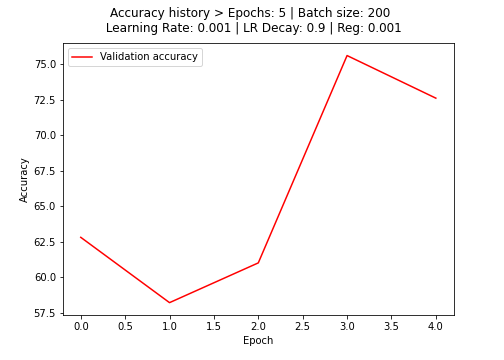 Accuracy history > Epochs: 5 | Batch size: 200
Learning Rate: 0.001 | LR Decay: 0.9 | Reg: 0.001
Validation accuracy
Accuracy
75.0
72.5
70.0
67.5
65.0
62.5
60.0
57.5
0.0 0.5 1.0 1.5 2.0 2.5 3.0 3.5 4.0
Epoch